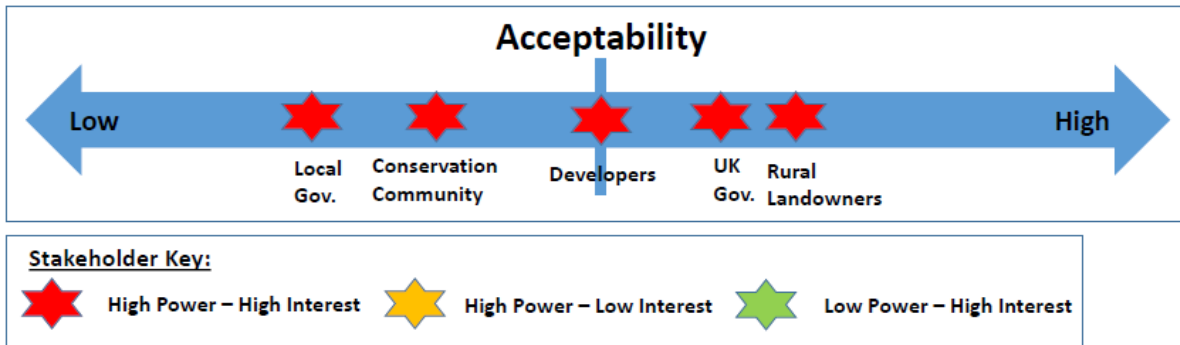 Acceptability
Low
High
Local
Gov.
Conservation
Community
Developers
UK
Gov.
Rural
Landowners
Stakeholder Key:
High Power – High Interest
High Power – Low Interest
Low Power – High Interest